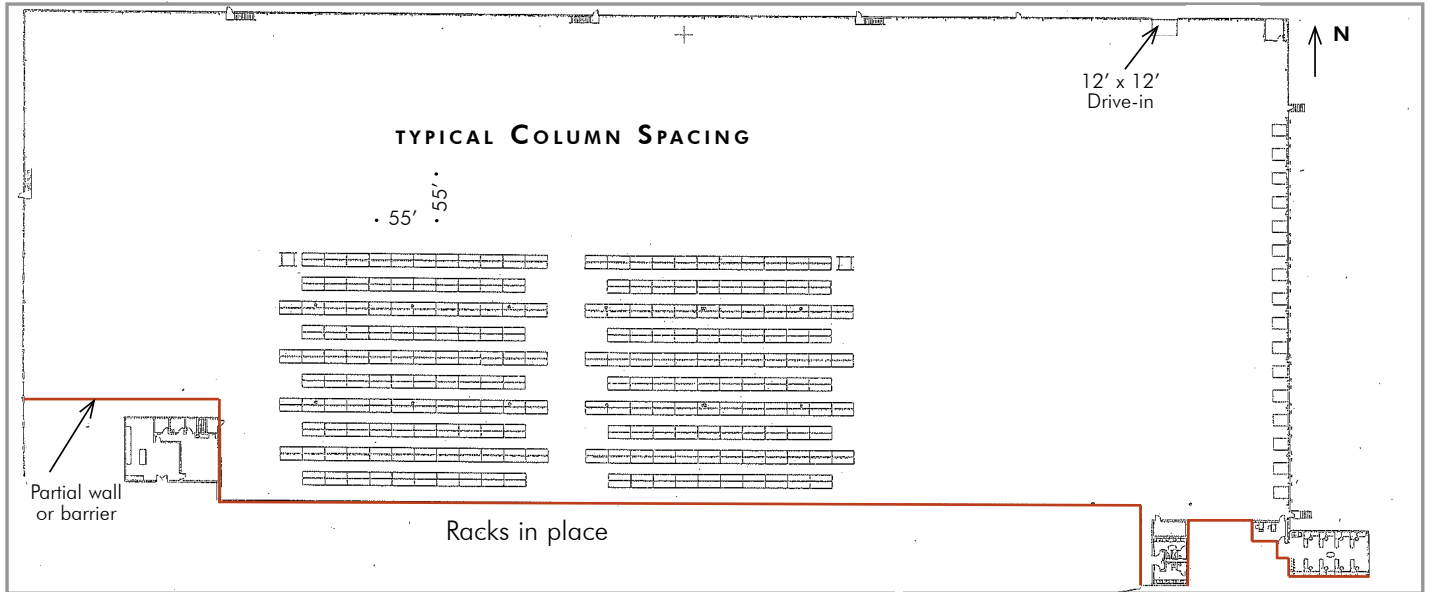 N
12’ x 12’
Drive-in
TYPICAL COLUMN SPACING
55’
• 55’ •
Partial wall
or barrier
Racks in place